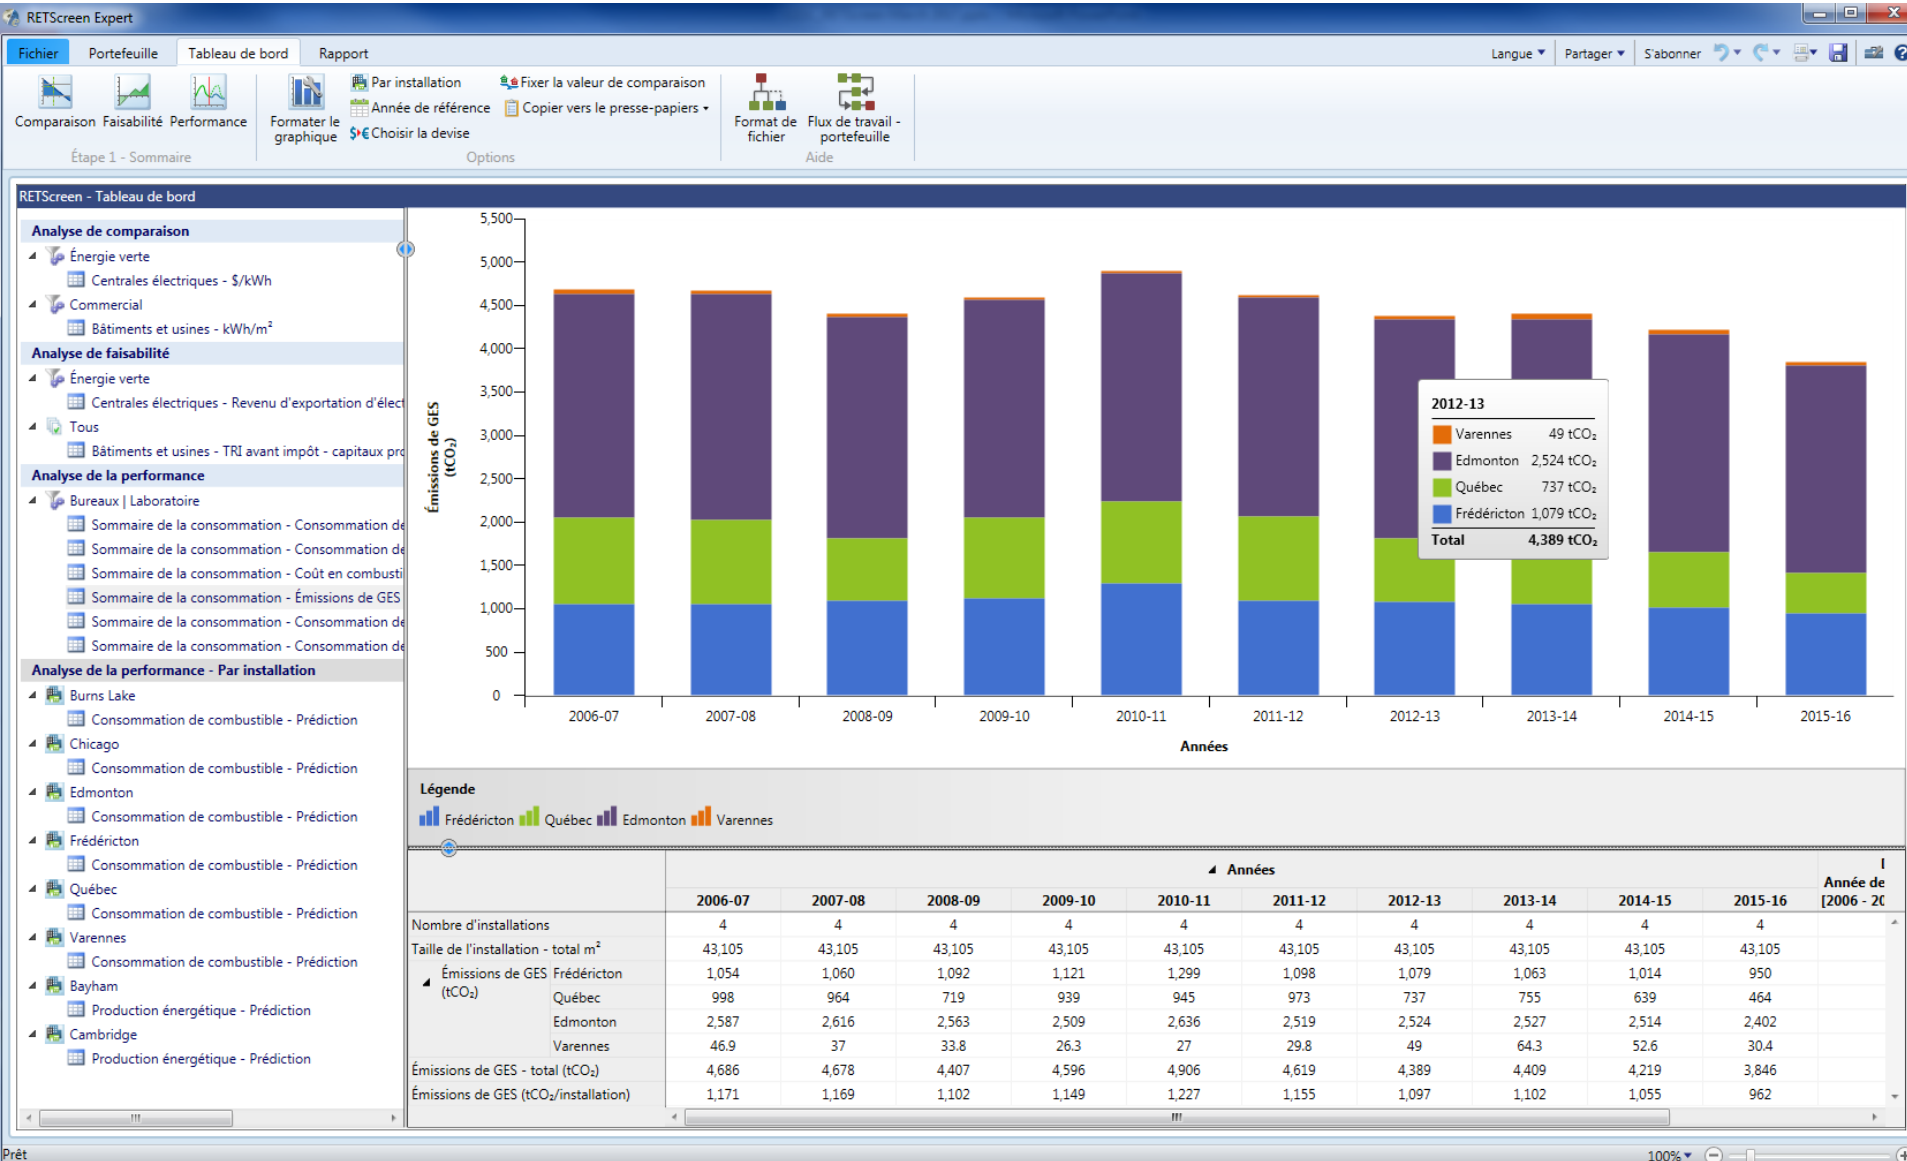 RETScreen Expert
Fichier Portefeuille Tableau de bord Rapport
Langue Partager S'abonner
Comparaison Faisabilité Performance
Étape 1 - Sommaire
Formater le graphique
Par installation
Année de référence
Choisir la devise
Fixer la valeur de comparaison
Copier vers le presse-papiers
Options
Format de fichier
Flux de travail - portefeuille
Aide
RETScreen - Tableau de bord
Analyse de comparaison
Énergie verte
Centrales électriques - $/kWh
Commercial
Bâtiments et usines - kWh/m²
Analyse de faisabilité
Énergie verte
Centrales électriques - Revenu d'exportation d'élect
Tous
Bâtiments et usines - TRI avant impôt - capitaux pro
Analyse de la performance
Bureaux | Laboratoire
Sommaire de la consommation - Consommation de
Sommaire de la consommation - Consommation de
Sommaire de la consommation - Coût en combusti
Sommaire de la consommation - Émissions de GES
Sommaire de la consommation - Consommation de
Sommaire de la consommation - Consommation de
Analyse de la performance - Par installation
Burns Lake
Consommation de combustible - Prédiction
Chicago
Consommation de combustible - Prédiction
Edmonton
Consommation de combustible - Prédiction
Frédéricton
Consommation de combustible - Prédiction
Québec
Consommation de combustible - Prédiction
Varennes
Consommation de combustible - Prédiction
Bayham
Production énergétique - Prédiction
Cambridge
Production énergétique - Prédiction
Émissions de GES
(tCO₂)
5,500
5,000
4,500
4,000
3,500
3,000
2,500
2,000
1,500
1,000
500
0
2012-13
Varennes 49 tCO₂
Edmonton 2,524 tCO₂
Québec 737 tCO₂
Frédéricton 1,079 tCO₂
Total 4,389 tCO₂
2006-07 2007-08 2008-09 2009-10 2010-11 2011-12 2012-13 2013-14 2014-15 2015-16
Années
Légende
Frédéricton Québec Edmonton Varennes
Années
Année de
2006-07 2007-08 2008-09 2009-10 2010-11 2011-12 2012-13 2013-14 2014-15 2015-16 [2006 - 20
Nombre d'installations 4 4 4 4 4 4 4 4 4 4
Taille de l'installation - total m² 43,105 43,105 43,105 43,105 43,105 43,105 43,105 43,105 43,105 43,105
Émissions de GES (tCO₂) Frédéricton 1,054 1,060 1,092 1,121 1,299 1,098 1,079 1,063 1,014 950
Québec 998 964 719 939 945 973 737 755 639 464
Edmonton 2,587 2,616 2,563 2,509 2,636 2,519 2,524 2,527 2,514 2,402
Varennes 46.9 37 33.8 26.3 27 29.8 49 64.3 52.6 30.4
Émissions de GES - total (tCO₂) 4,686 4,678 4,407 4,596 4,906 4,619 4,389 4,409 4,219 3,846
Émissions de GES (tCO₂/installation) 1,171 1,169 1,102 1,149 1,227 1,155 1,097 1,102 1,055 962
Prêt
100%